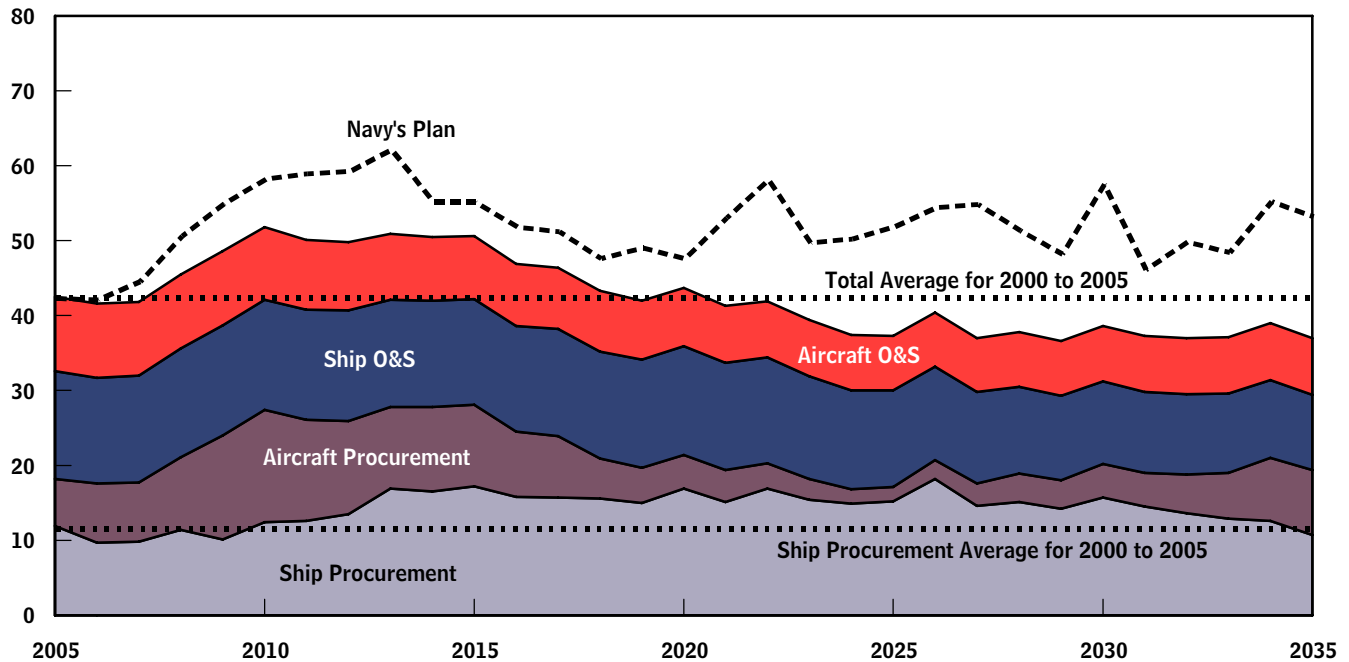 80
70
60
50
40
30
20
10
0
Navy's Plan
Total Average for 2000 to 2005
Ship O&S
Aircraft O&S
Aircraft Procurement
Ship Procurement Average for 2000 to 2005
Ship Procurement
2005 2010 2015 2020 2025 2030 2035